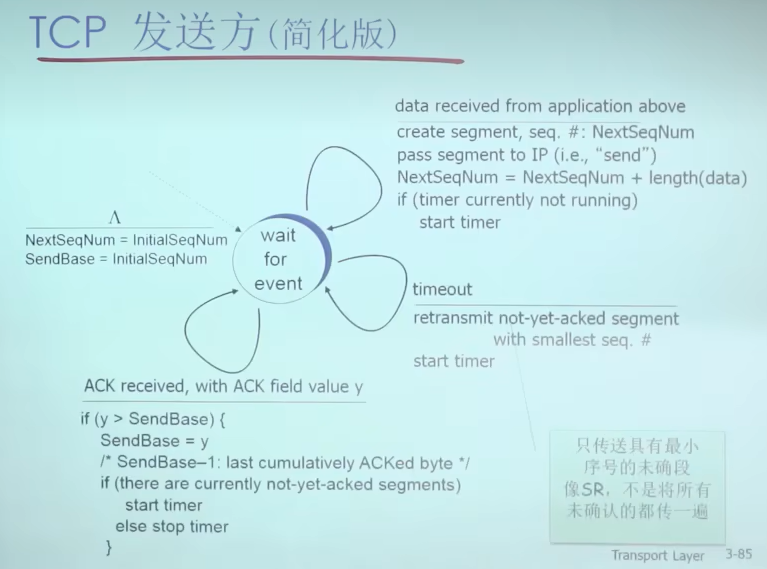 TCP 发送方(简化版)
data received from application above
create segment, seq. #: NextSeqNum
pass segment to IP (i.e., “send”)
NextSeqNum = NextSeqNum + length(data)
if (timer currently not running)
start timer
Λ
NextSeqNum = InitialSeqNum
SendBase = InitialSeqNum
wait
for
event
timeout
retransmit not-yet-acked segment
with smallest seq. #
start timer
ACK received, with ACK field value y
if (y > SendBase) {
SendBase = y
/* SendBase–1: last cumulatively ACKed byte */
if (there are currently not-yet-acked segments)
start timer
else stop timer
}
只传送具有最小
序号的未确段
像SR，不是将所有
未确认的都传一遍
Transport Layer 3-85